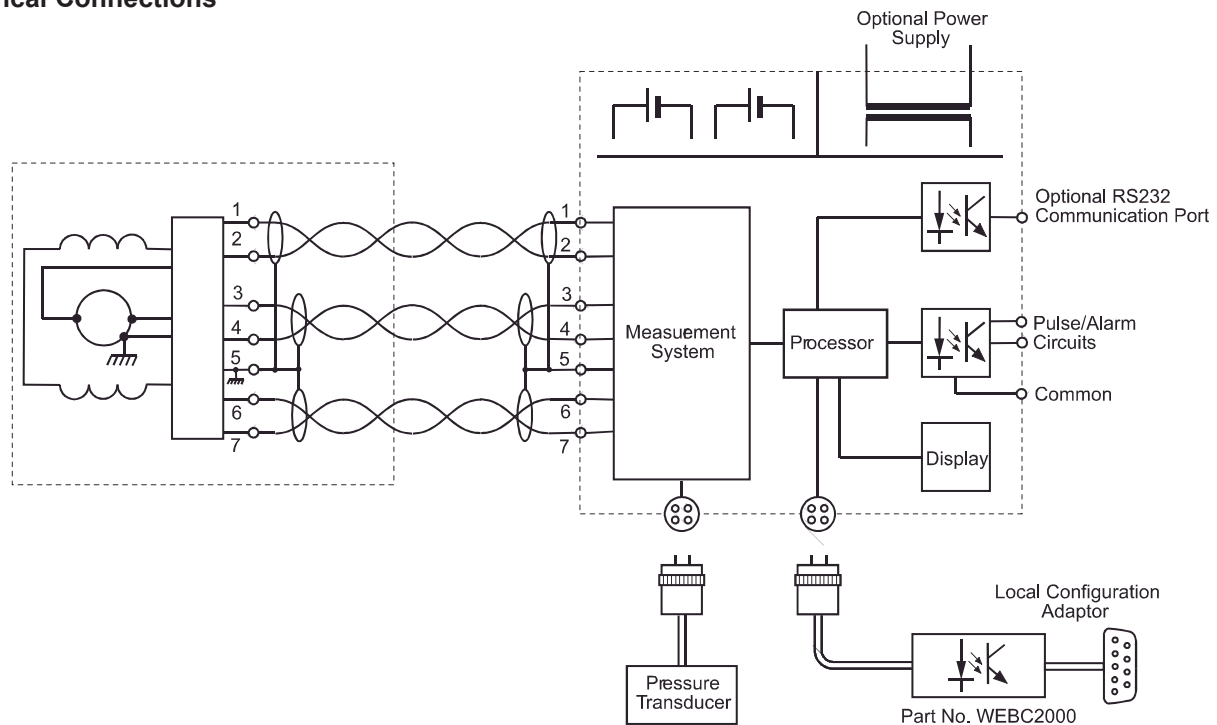 ical Connections
Optional Power
Supply
1
2
3
4
5
6
7
1
2
3
4
5
6
7
Measurement
System
Processor
Optional RS232
Communication Port
Pulse/Alarm
Circuits
Common
Display
Pressure
Transducer
Local Configuration
Adaptor
Part No. WEBC2000